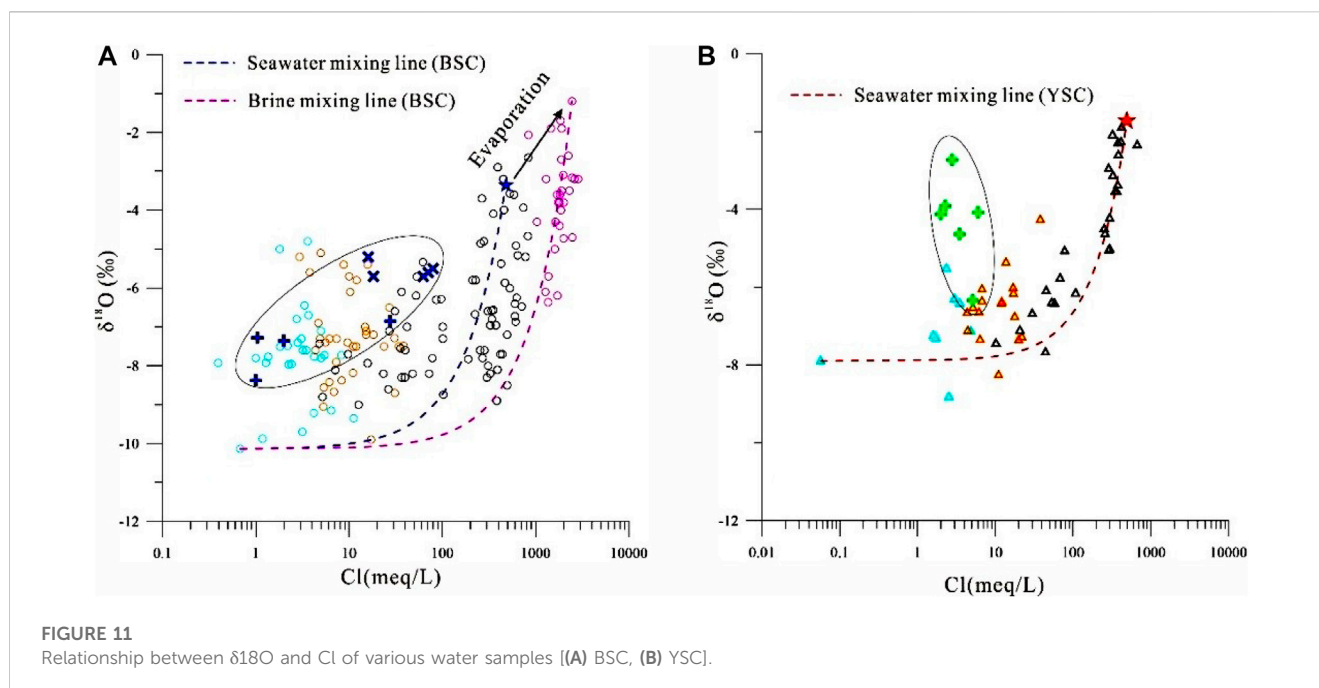 A
Seawater mixing line (BSC)
Brine mixing line (BSC)
Evaporation
0
-2
-4
-6
-8
-10
-12
δ¹⁸O (‰)
0.1 1 10 100 1000 10000
Cl(meq/L)
B
Seawater mixing line (YSC)
0
-4
-8
-12
δ¹⁸O (‰)
0.01 0.1 1 10 100 1000 10000
Cl(meq/L)
FIGURE 11
Relationship between δ18O and Cl of various water samples [(A) BSC, (B) YSC].